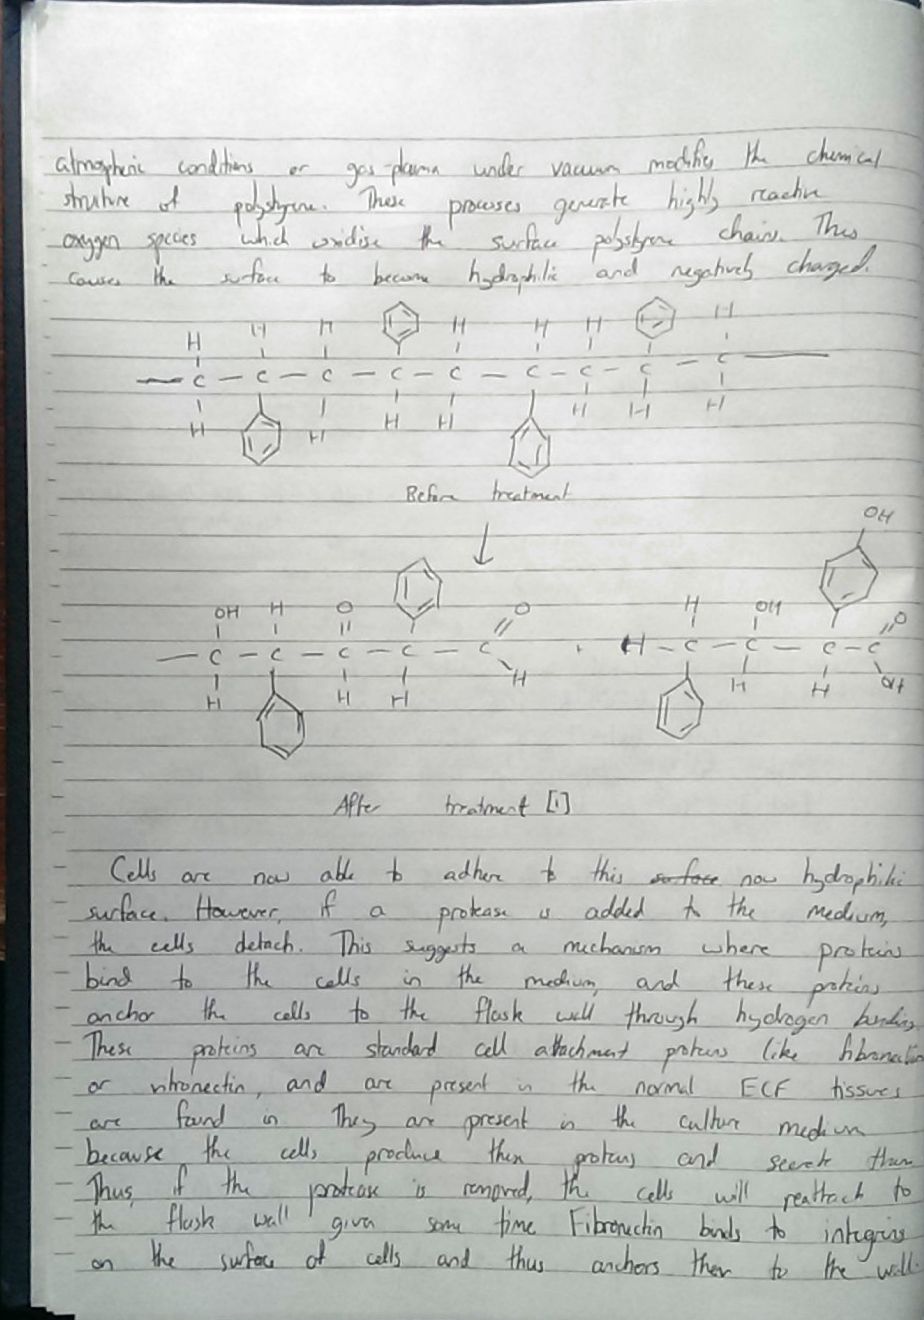 atmospheric conditions or gas-plasma under vacuum modifies the chemical
struture of polystyrene. These processes generate highly reactive
oxygen species which oxidise the surface polystyrene chains. This
causes the surface to become hydrophilic and negatively charged.
H H H H H H H
— C — C — C — C — C — C — C — C — C —
H H H H H H H
Before treatment
OH
OH H O O H OH O
— C — C — C — C — C H — C — C — C — C
H H H H H H OH
After treatment [1]
Cells are now able to adhere to this surface now hydrophilic
surface. However, if a protease is added to the medium,
the cells detach. This suggests a mechanism where proteins
bind to the cells in the medium, and these proteins
anchor the cells to the flask wall through hydrogen bonding.
These proteins are standard cell attachment proteins like fibronectin
or vitronectin, and are present in the normal ECF tissues
are found in. They are present in the culture medium
because the cells produce them proteins and secrete them
Thus, if the protease is removed, the cells will reattach to
the flask wall given some time Fibronectin binds to integrins
on the surface of cells and thus anchors them to the wall.